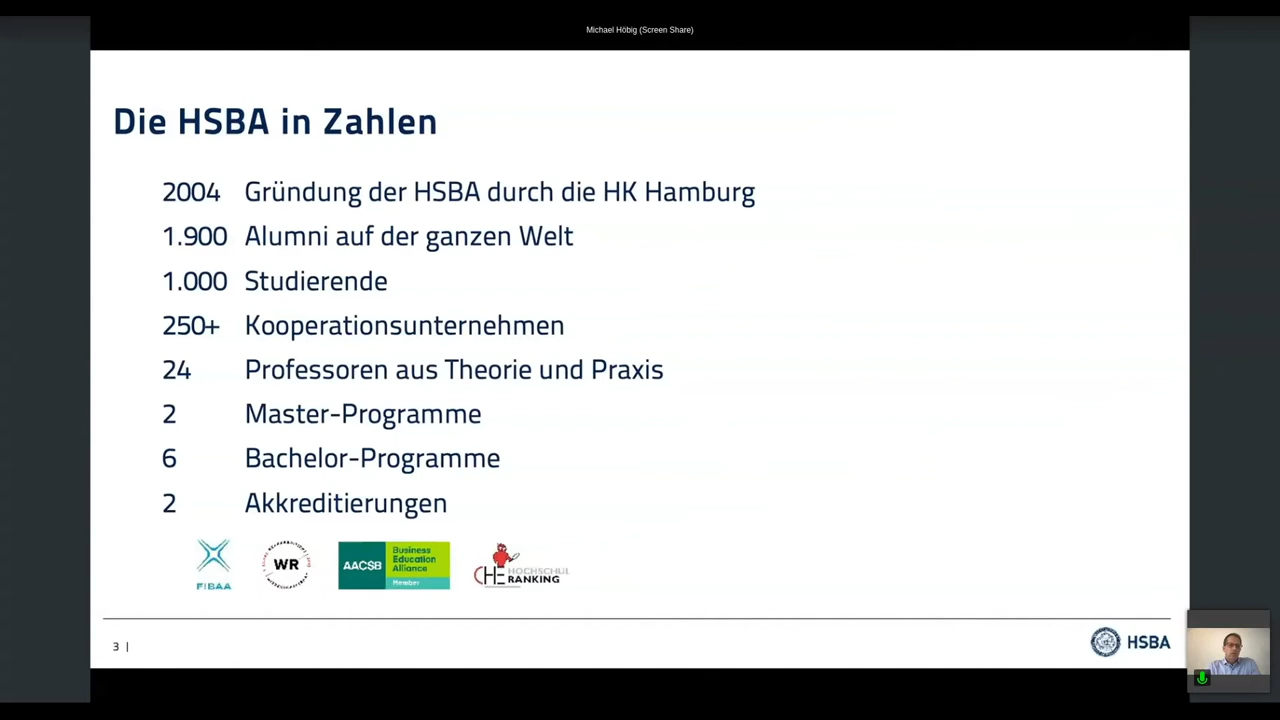 Michael Höbig (Screen Share)
Die HSBA in Zahlen
2004 Gründung der HSBA durch die HK Hamburg
1.900 Alumni auf der ganzen Welt
1.000 Studierende
250+ Kooperationsunternehmen
24 Professoren aus Theorie und Praxis
2 Master-Programme
6 Bachelor-Programme
2 Akkreditierungen
FIBAA
WR
AACSB
Business
Education
Alliance
Member
CHE HOCHSCHUL
RANKING
3 |
HSBA